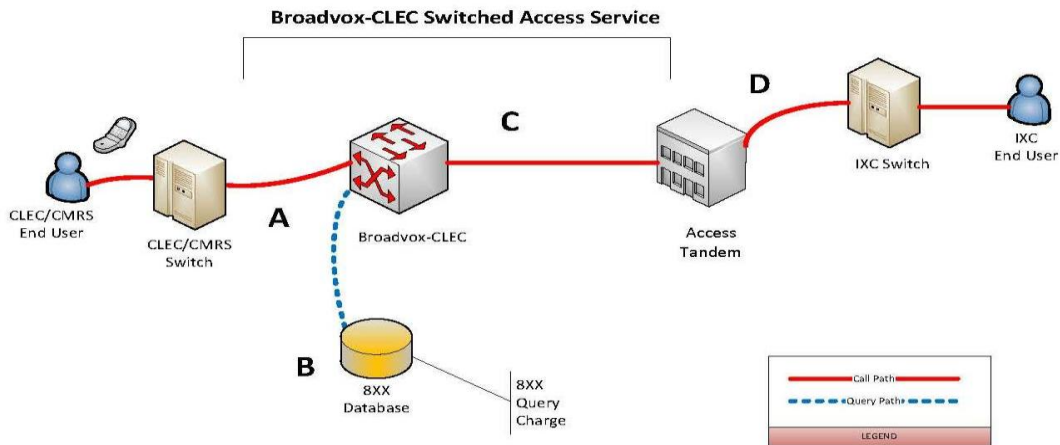 Broadvox-CLEC Switched Access Service
D
C
IXC
End User
IXC Switch
CLEC/CMRS
End User
CLEC/CMRS
Switch
A
Broadvox-CLEC
Access
Tandem
B
8XX
Database
8XX
Query
Charge
Call Path
Query Path
LEGEND